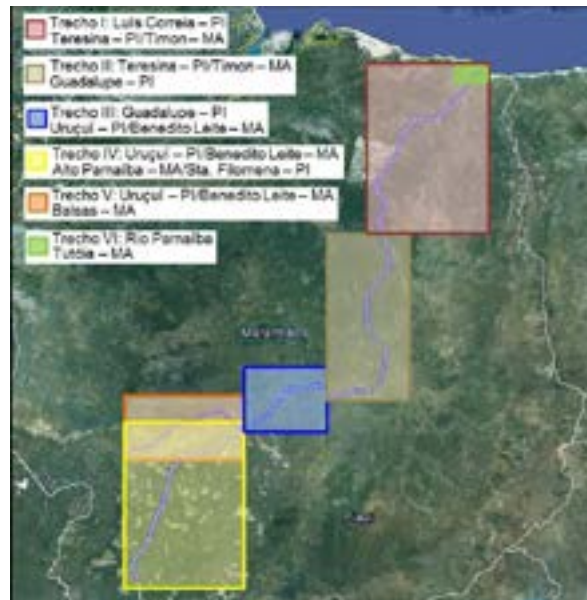 Trecho I: Luís Correia – PI
Teresina – PI/Timon – MA
Trecho II: Teresina – PI/Timon – MA
Guadalupe – PI
Trecho III: Guadalupe – PI
Uruçuí – PI/Benedito Leite – MA
Trecho IV: Uruçuí – PI/Benedito Leite – MA
Alto Parnaíba – MA/Sta. Filomena – PI
Trecho V: Uruçuí – PI/Benedito Leite – MA
Balsas – MA
Trecho VI: Rio Parnaíba
Tutóia – MA
Maranhão